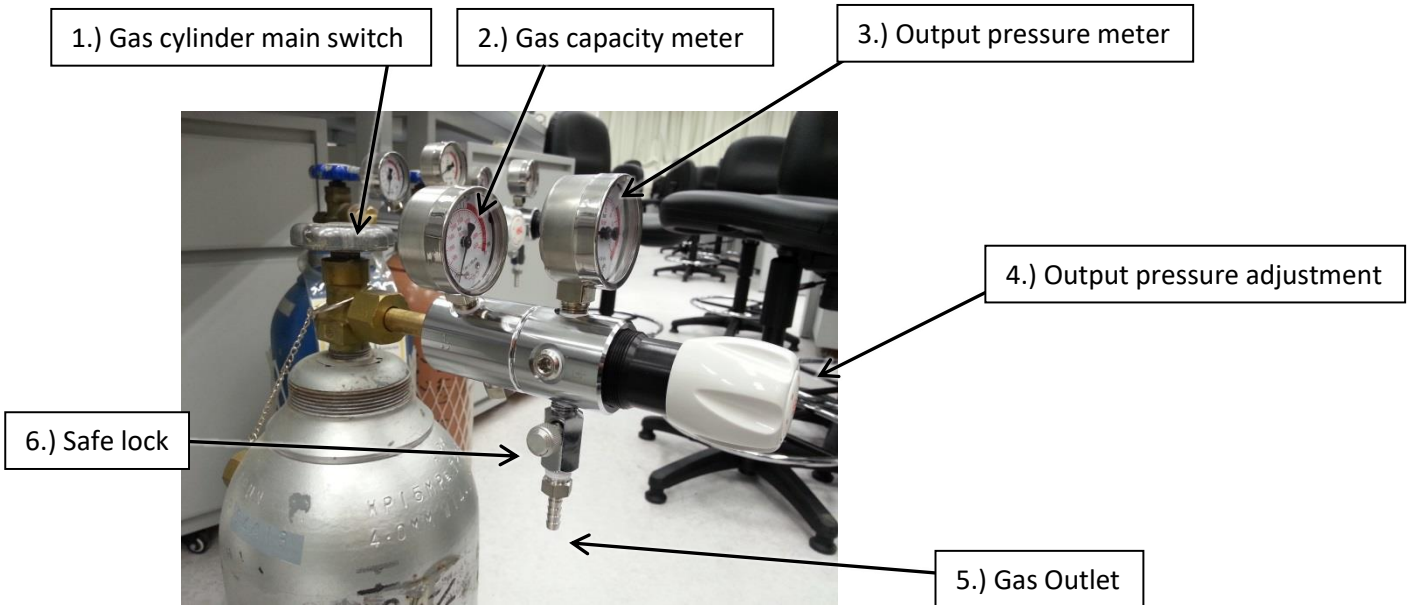 1.) Gas cylinder main switch
2.) Gas capacity meter
3.) Output pressure meter
4.) Output pressure adjustment
6.) Safe lock
5.) Gas Outlet